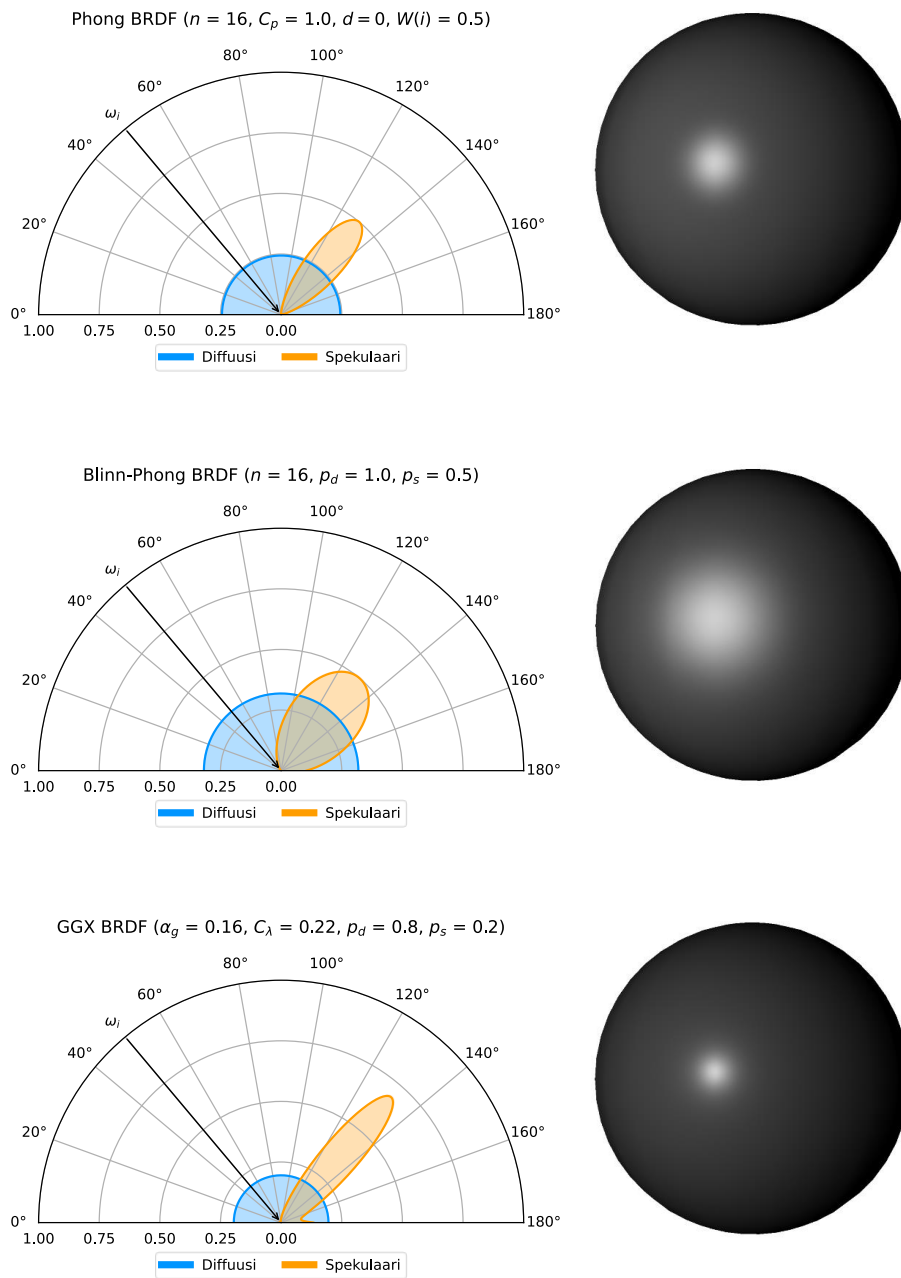 Phong BRDF (n = 16, Cₚ = 1.0, d = 0, W(i) = 0.5)
80° 100°
60° 120°
ωᵢ
40° 140°
20° 160°
0° 180°
1.00 0.75 0.50 0.25 0.00
Diffuusi Spekulaari
Blinn-Phong BRDF (n = 16, p_d = 1.0, p_s = 0.5)
80° 100°
60° 120°
ωᵢ
40° 140°
20° 160°
0° 180°
1.00 0.75 0.50 0.25 0.00
Diffuusi Spekulaari
GGX BRDF (α_g = 0.16, C_λ = 0.22, p_d = 0.8, p_s = 0.2)
80° 100°
60° 120°
ωᵢ
40° 140°
20° 160°
0° 180°
1.00 0.75 0.50 0.25 0.00
Diffuusi Spekulaari